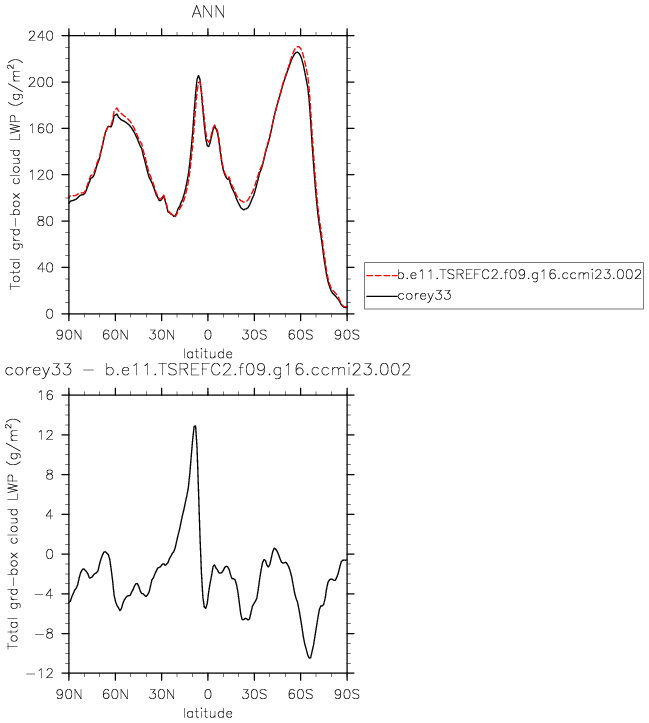 ANN
240
200
160
120
80
40
0
Total grd-box cloud LWP (g/m²)
90N 60N 30N 0 30S 60S 90S
latitude
b.e11.TSREFC2.f09.g16.ccmi23.002
corey33
corey33 - b.e11.TSREFC2.f09.g16.ccmi23.002
16
12
8
4
0
-4
-8
-12
Total grd-box cloud LWP (g/m²)
90N 60N 30N 0 30S 60S 90S
latitude